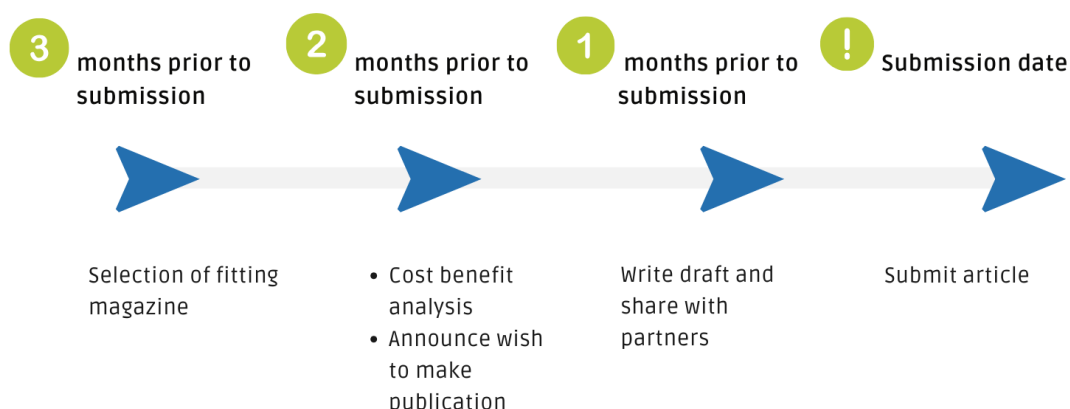 3
months prior to
submission
2
months prior to
submission
1
months prior to
submission
!
Submission date
Selection of fitting
magazine
• Cost benefit
analysis
• Announce wish
to make
publication
Write draft and
share with
partners
Submit article